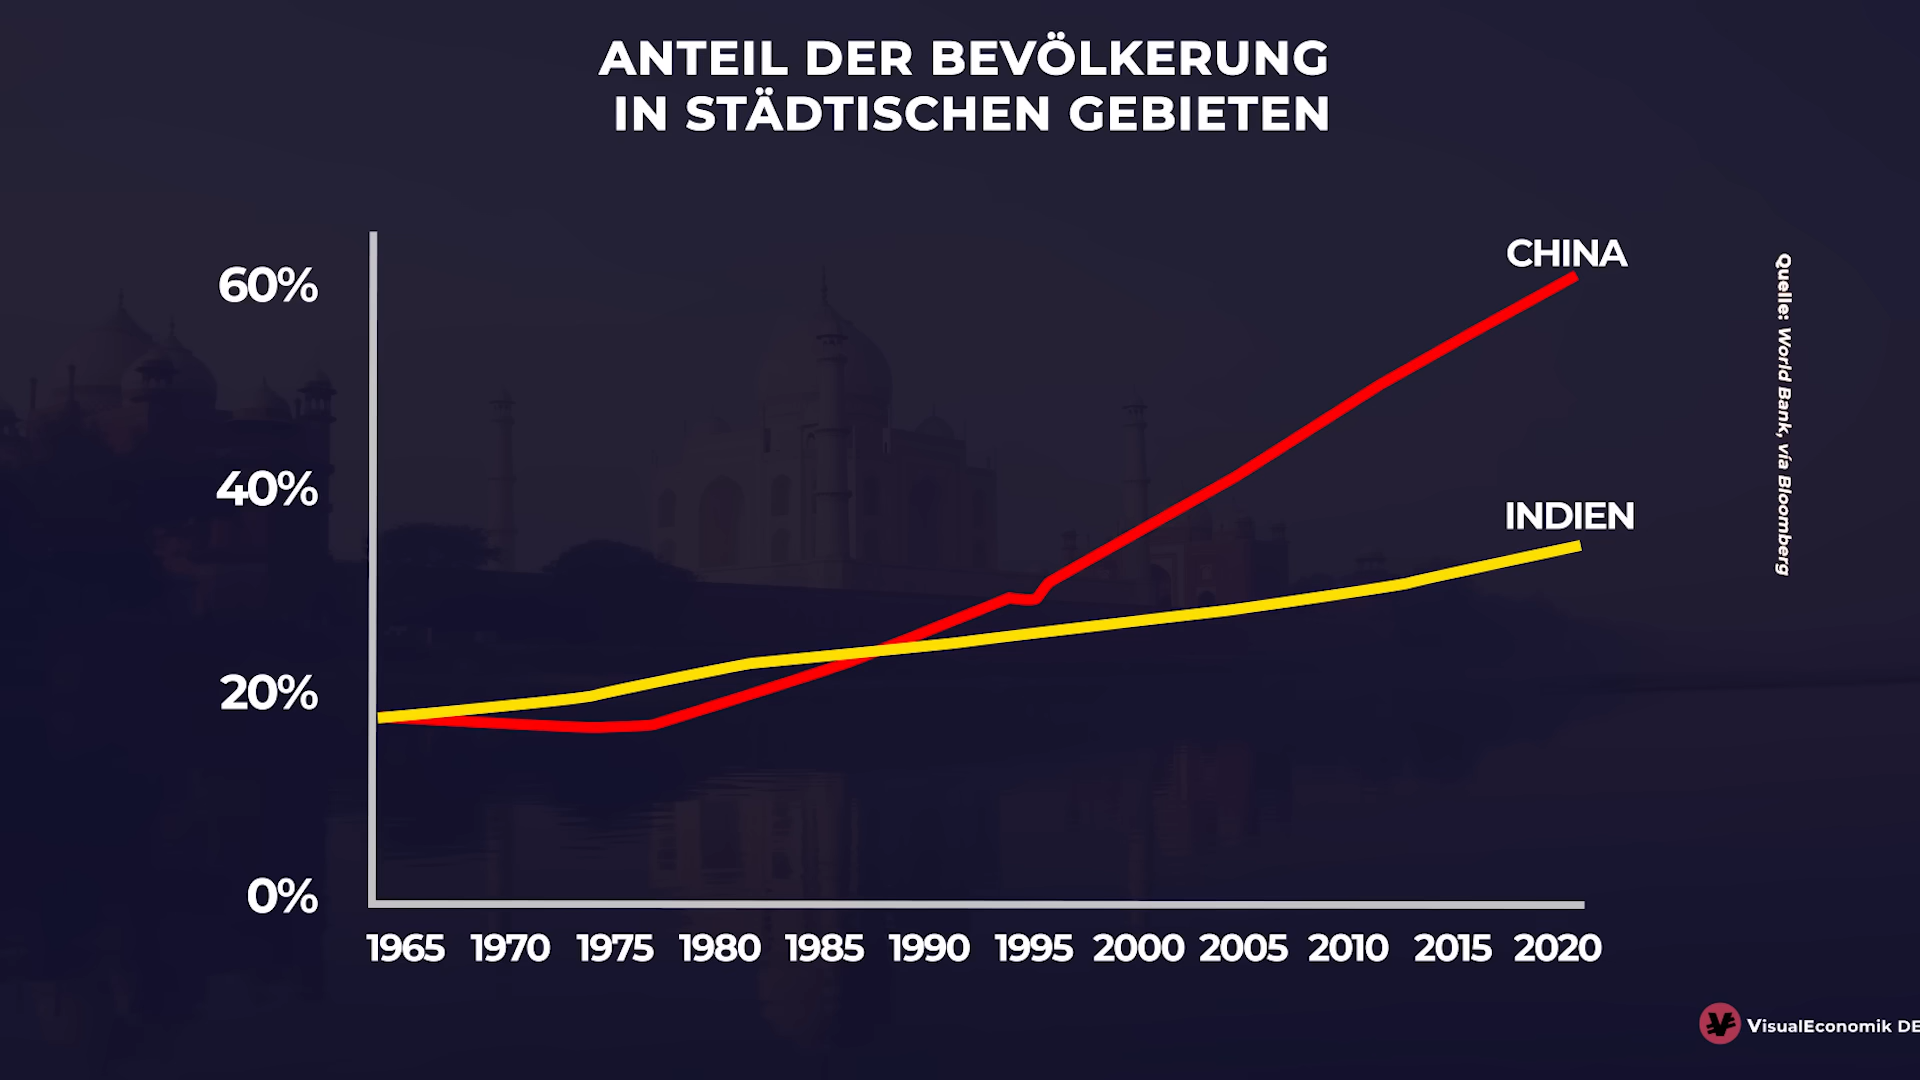 ANTEIL DER BEVÖLKERUNG
IN STÄDTISCHEN GEBIETEN
60%
40%
20%
0%
CHINA
INDIEN
1965 1970 1975 1980 1985 1990 1995 2000 2005 2010 2015 2020
Quelle: World Bank, vía Bloomberg
VisualEconomik DE